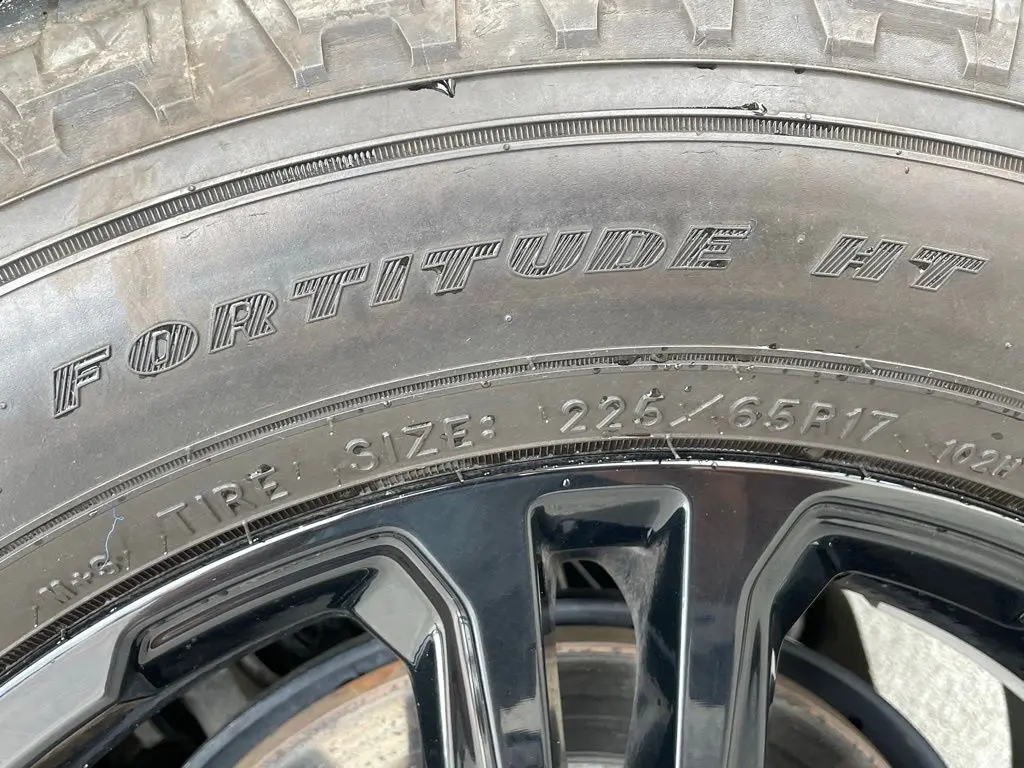 FORTITUDE HT
TIRE SIZE: 225/65R17 102H
M+S